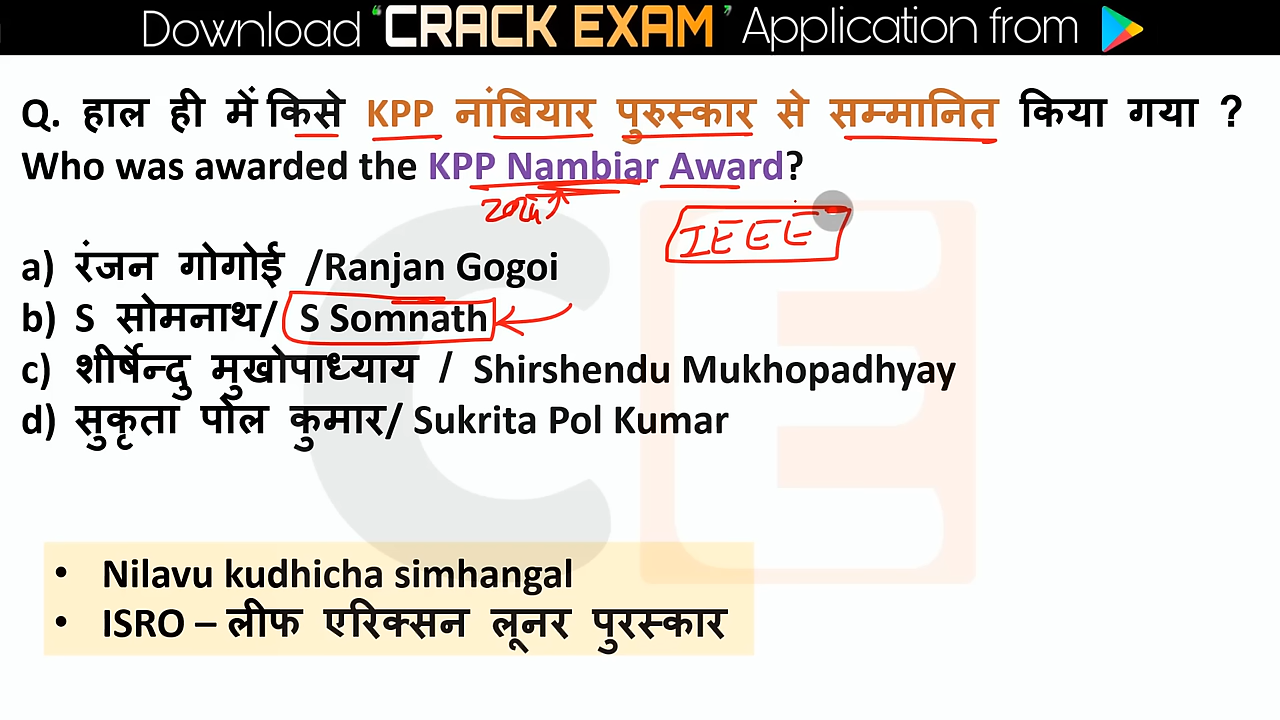 Download "CRACK EXAM" Application from
Q. हाल ही में किसे KPP नांबियार पुरुस्कार से सम्मानित किया गया ?
Who was awarded the KPP Nambiar Award?
2024
IEEE
a) रंजन गोगोई /Ranjan Gogoi
b) S सोमनाथ/ S Somnath
c) शीर्षेन्दु मुखोपाध्याय / Shirshendu Mukhopadhyay
d) सुकृता पोल कुमार/ Sukrita Pol Kumar
CE
• Nilavu kudhicha simhangal
• ISRO – लीफ एरिक्सन लूनर पुरस्कार